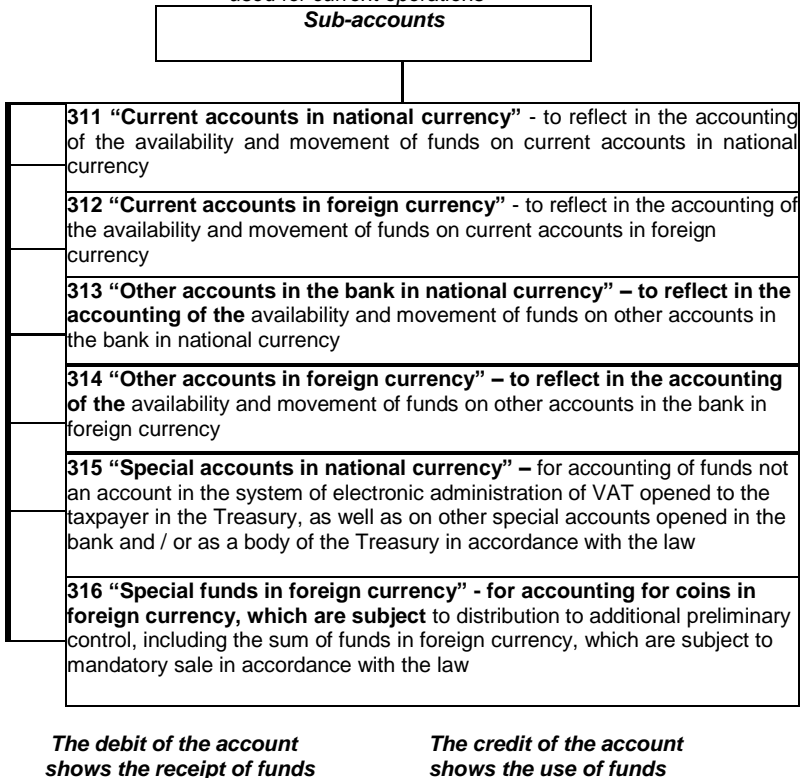 used for current operations
Sub-accounts
311 “Current accounts in national currency” - to reflect in the accounting
of the availability and movement of funds on current accounts in national
currency
312 “Current accounts in foreign currency” - to reflect in the accounting of
the availability and movement of funds on current accounts in foreign
currency
313 “Other accounts in the bank in national currency” – to reflect in the
accounting of the availability and movement of funds on other accounts in
the bank in national currency
314 “Other accounts in foreign currency” – to reflect in the accounting
of the availability and movement of funds on other accounts in the bank in
foreign currency
315 “Special accounts in national currency” – for accounting of funds not
an account in the system of electronic administration of VAT opened to the
taxpayer in the Treasury, as well as on other special accounts opened in the
bank and / or as a body of the Treasury in accordance with the law
316 “Special funds in foreign currency” - for accounting for coins in
foreign currency, which are subject to distribution to additional preliminary
control, including the sum of funds in foreign currency, which are subject to
mandatory sale in accordance with the law
The debit of the account
shows the receipt of funds
The credit of the account
shows the use of funds